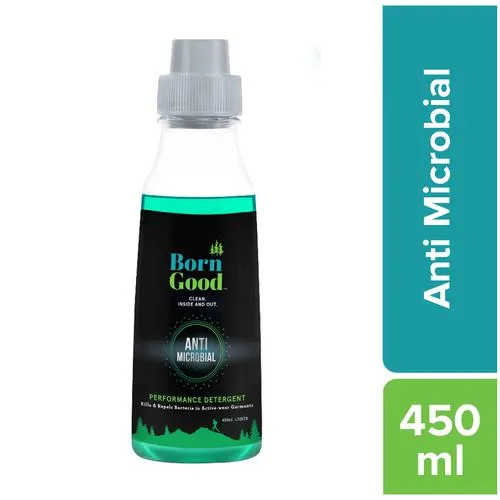 Born
Good™
CLEAN.
INSIDE AND OUT.
ANTI
MICROBIAL
PERFORMANCE DETERGENT
Kills & Repels Bacteria in Active-wear Garments
450ml LIQUID
Anti Microbial
450
ml